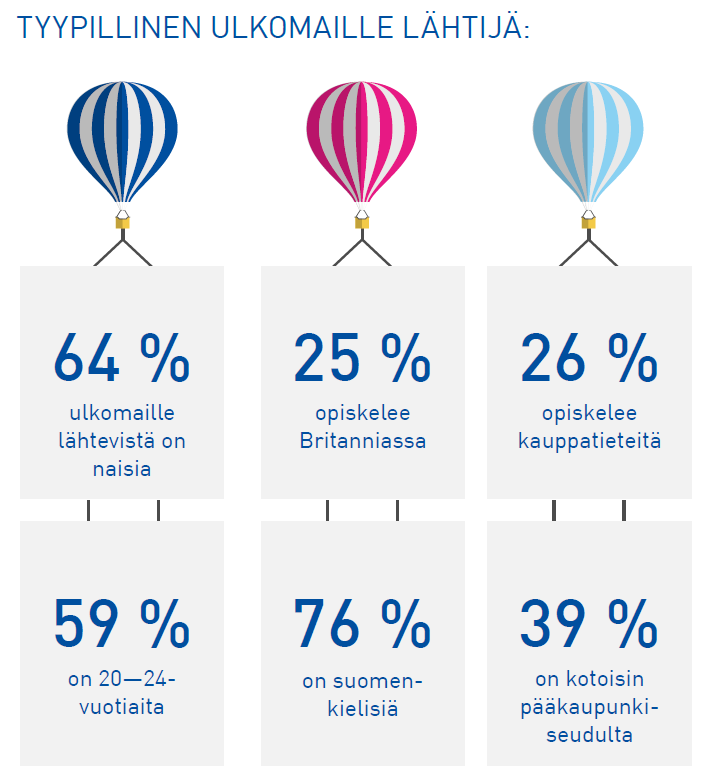 TYYPILLINEN ULKOMAILLE LÄHTIJÄ:
64 %
ulkomaille
lähtevistä on
naisia
25 %
opiskelee
Britanniassa
26 %
opiskelee
kauppatieteitä
59 %
on 20—24-
vuotiaita
76 %
on suomen-
kielisiä
39 %
on kotoisin
pääkaupunki-
seudulta